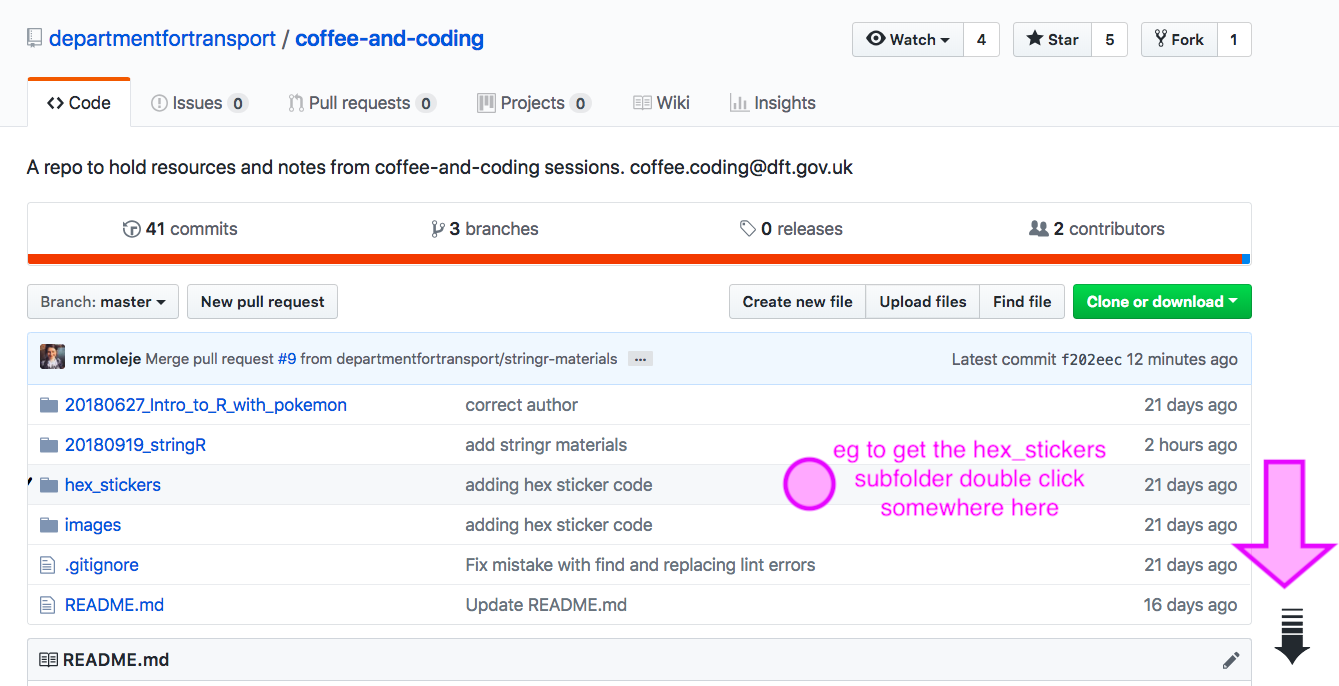 departmentfortransport / coffee-and-coding
Watch 4 Star 5 Fork 1
Code Issues 0 Pull requests 0 Projects 0 Wiki Insights
A repo to hold resources and notes from coffee-and-coding sessions. coffee.coding@dft.gov.uk
41 commits 3 branches 0 releases 2 contributors
Branch: master New pull request Create new file Upload files Find file Clone or download
mrmoleje Merge pull request #9 from departmentfortransport/stringr-materials ... Latest commit f202eec 12 minutes ago
20180627_Intro_to_R_with_pokemon correct author 21 days ago
20180919_stringR add stringr materials 2 hours ago
hex_stickers adding hex sticker code 21 days ago
eg to get the hex_stickers
subfolder double click
somewhere here
images adding hex sticker code 21 days ago
.gitignore Fix mistake with find and replacing lint errors 21 days ago
README.md Update README.md 16 days ago
README.md